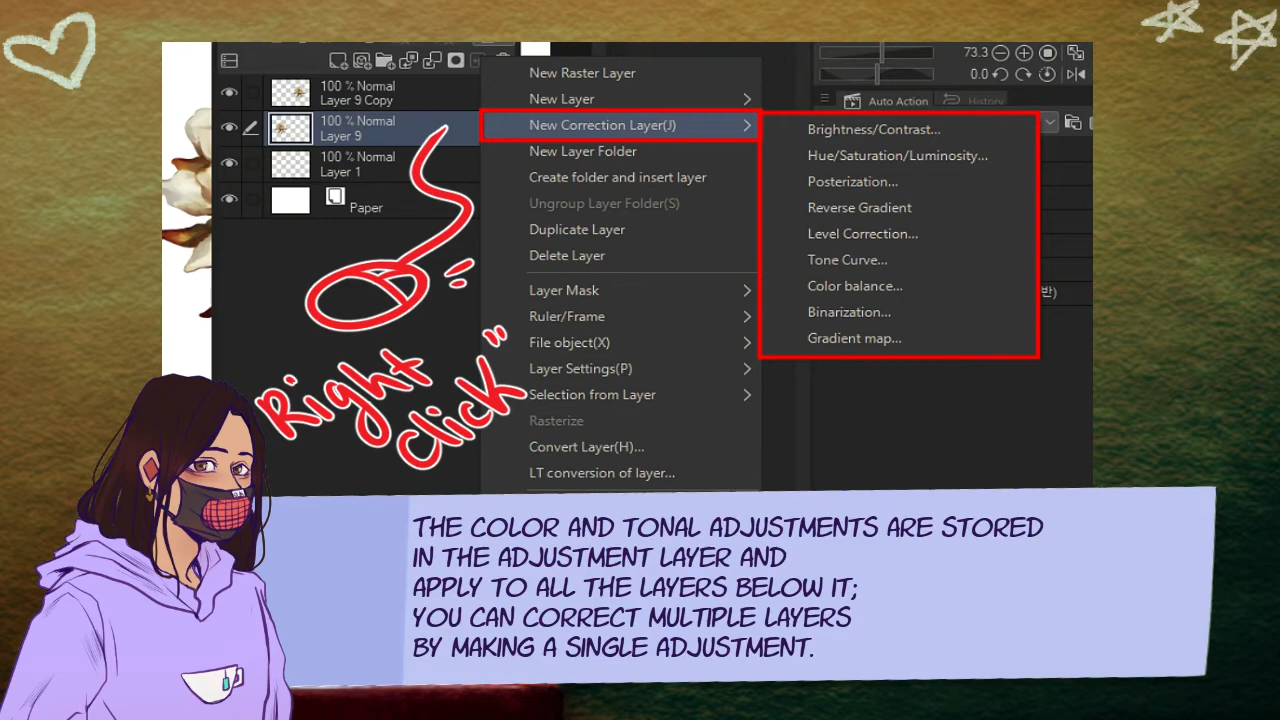 100 % Normal
Layer 9 Copy
100 % Normal
Layer 9
100 % Normal
Layer 1
Paper
New Raster Layer
New Layer
New Correction Layer(J)
New Layer Folder
Create folder and insert layer
Ungroup Layer Folder(S)
Duplicate Layer
Delete Layer
Layer Mask
Ruler/Frame
File object(X)
Layer Settings(P)
Selection from Layer
Rasterize
Convert Layer(H)...
LT conversion of layer...
Brightness/Contrast...
Hue/Saturation/Luminosity...
Posterization...
Reverse Gradient
Level Correction...
Tone Curve...
Color balance...
Binarization...
Gradient map...
73.3
0.0
Auto Action
History
반)
Right
Click"
THE COLOR AND TONAL ADJUSTMENTS ARE STORED
IN THE ADJUSTMENT LAYER AND
APPLY TO ALL THE LAYERS BELOW IT;
YOU CAN CORRECT MULTIPLE LAYERS
BY MAKING A SINGLE ADJUSTMENT.